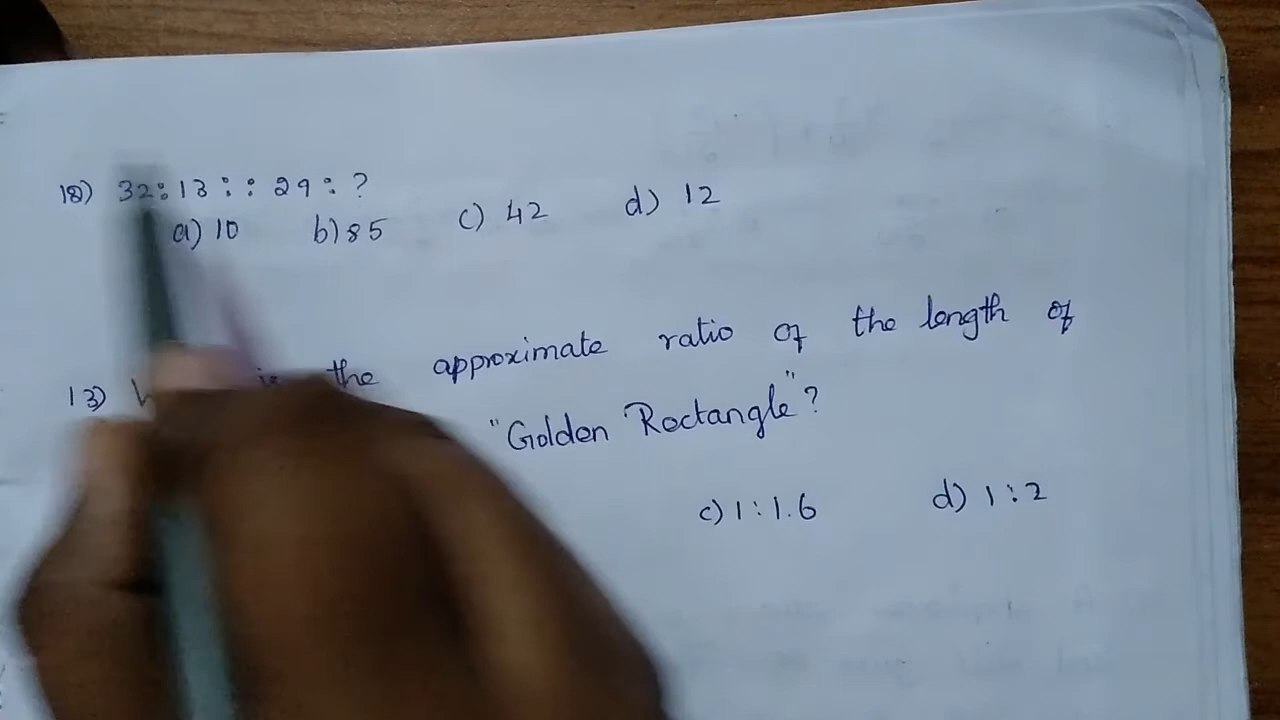 12) 32:13 :: 29 : ?
a) 10 b) 85 c) 42 d) 12
13) the approximate ratio of the length of
"Golden Rectangle"?
c) 1 : 1.6 d) 1 : 2